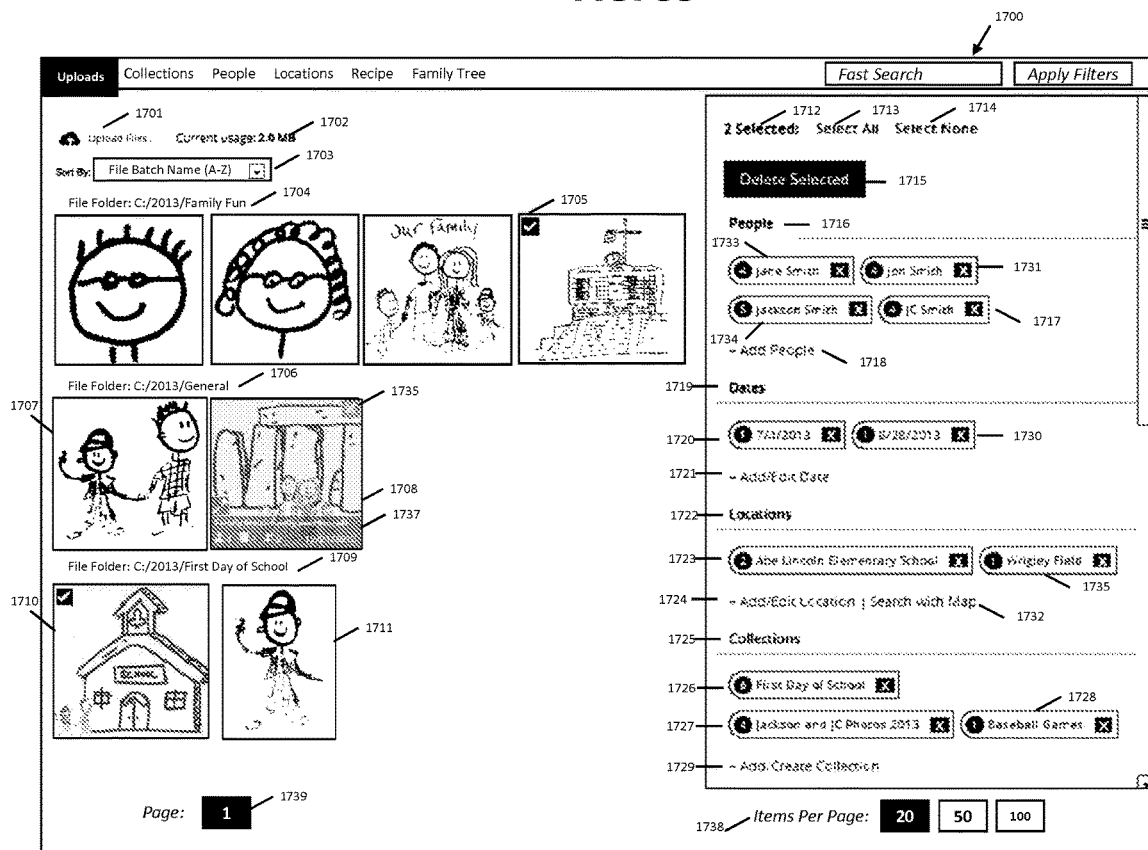 1700
Uploads Collections People Locations Recipe Family Tree Fast Search Apply Filters
1701 1702 1712 1713 1714
Upload Files. Current usage: 2.0 MB 2 Selected: Select All Select None
Sort By: File Batch Name (A-Z) 1703
Delete Selected 1715
File Folder: C:/2013/Family Fun 1704 1705
Our Family
People 1716
1733
Jane Smith X Jon Smith X 1731
Jackson Smith X JC Smith X 1717
1734
Add People 1718
File Folder: C:/2013/General 1706 1735
1719 Dates
1707
1720 7/4/2013 X 8/28/2013 X 1730
1721 Add/Edit Date
1708
1737
1722 Locations
File Folder: C:/2013/First Day of School 1709
1723 2 Abe Lincoln Elementary School X 1 Wrigley Field X
1735
1710 1711
1724 Add/Edit Location | Search with Map 1732
1725 Collections
1726 First Day of School X
1728
1727 Jackson and JC Photos 2013 X 1 Baseball Games X
1729 Add Create Collection
Page: 1 1739
1738 Items Per Page: 20 50 100